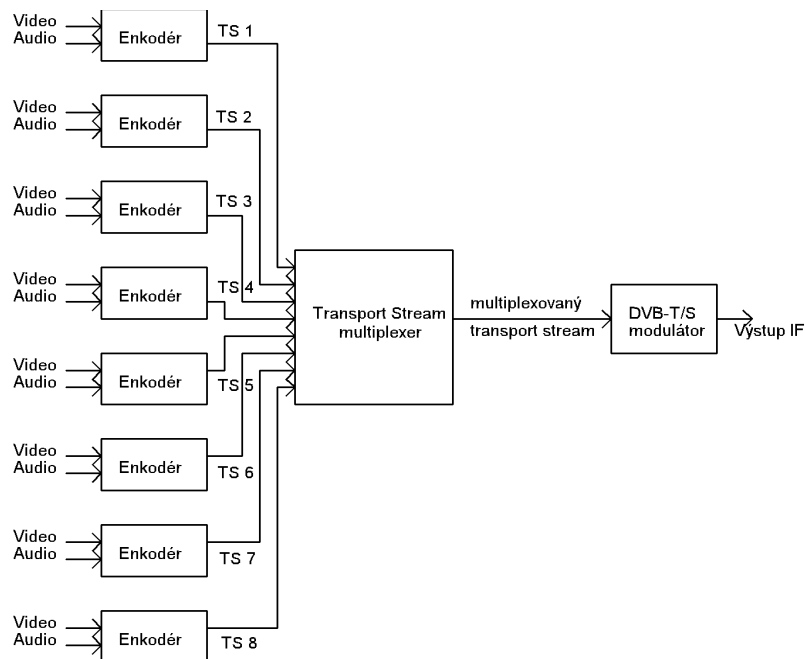 Video
Audio
Enkodér
TS 1
Video
Audio
Enkodér
TS 2
Video
Audio
Enkodér
TS 3
Video
Audio
Enkodér
TS 4
Video
Audio
Enkodér
TS 5
Video
Audio
Enkodér
TS 6
Video
Audio
Enkodér
TS 7
Video
Audio
Enkodér
TS 8
Transport Stream
multiplexer
multiplexovaný
transport stream
DVB-T/S
modulátor
Výstup IF